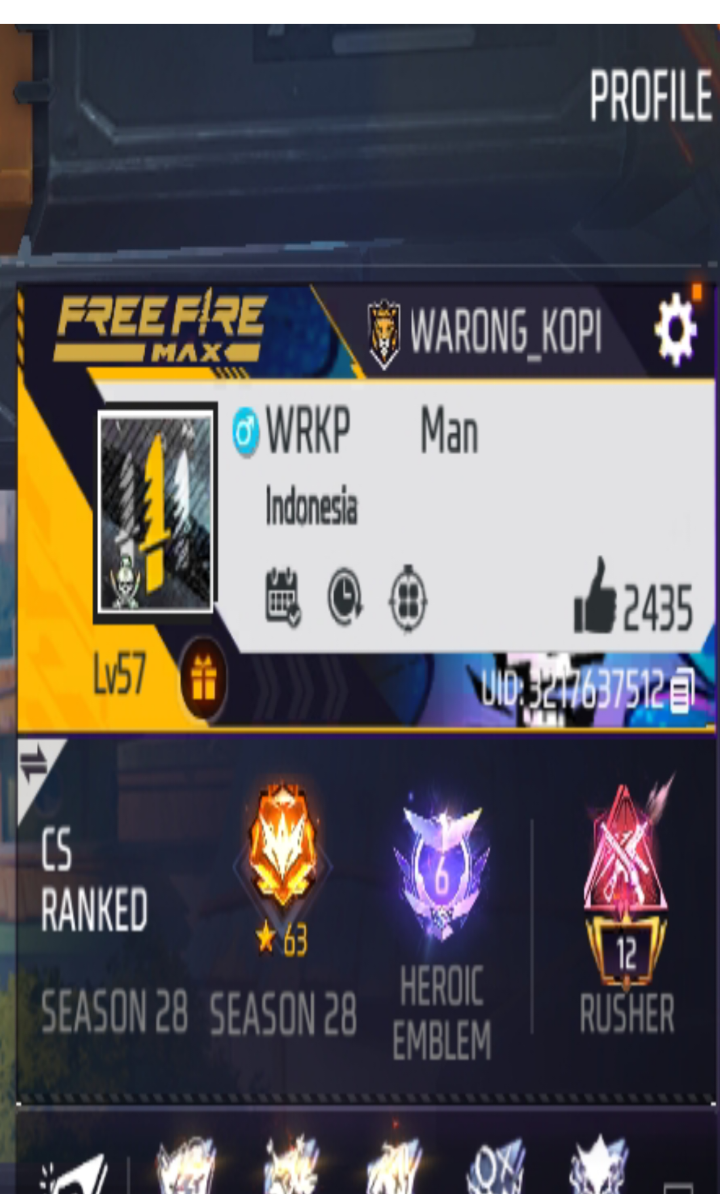 PROFILE
FREE FIRE
MAX
WARONG_KOPI
WRKP Man
Indonesia
2435
Lv57
UID: 3217637512
CS
RANKED
63
6
12
SEASON 28
SEASON 28
HEROIC
EMBLEM
RUSHER